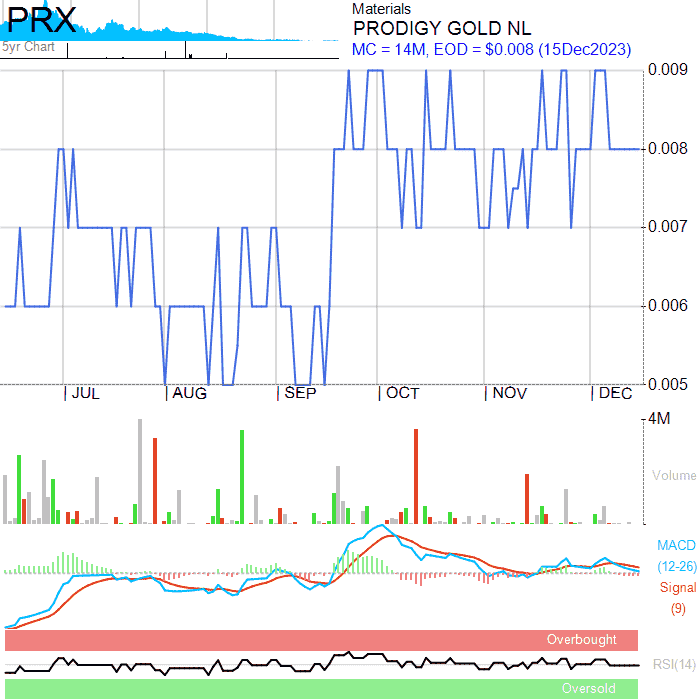 PRX
5yr Chart
Materials
PRODIGY GOLD NL
MC = 14M, EOD = $0.008 (15Dec2023)
0.009
0.008
0.007
0.006
0.005
JUL AUG SEP OCT NOV DEC
4M
Volume
MACD
(12-26)
Signal
(9)
Overbought
RSI(14)
Oversold